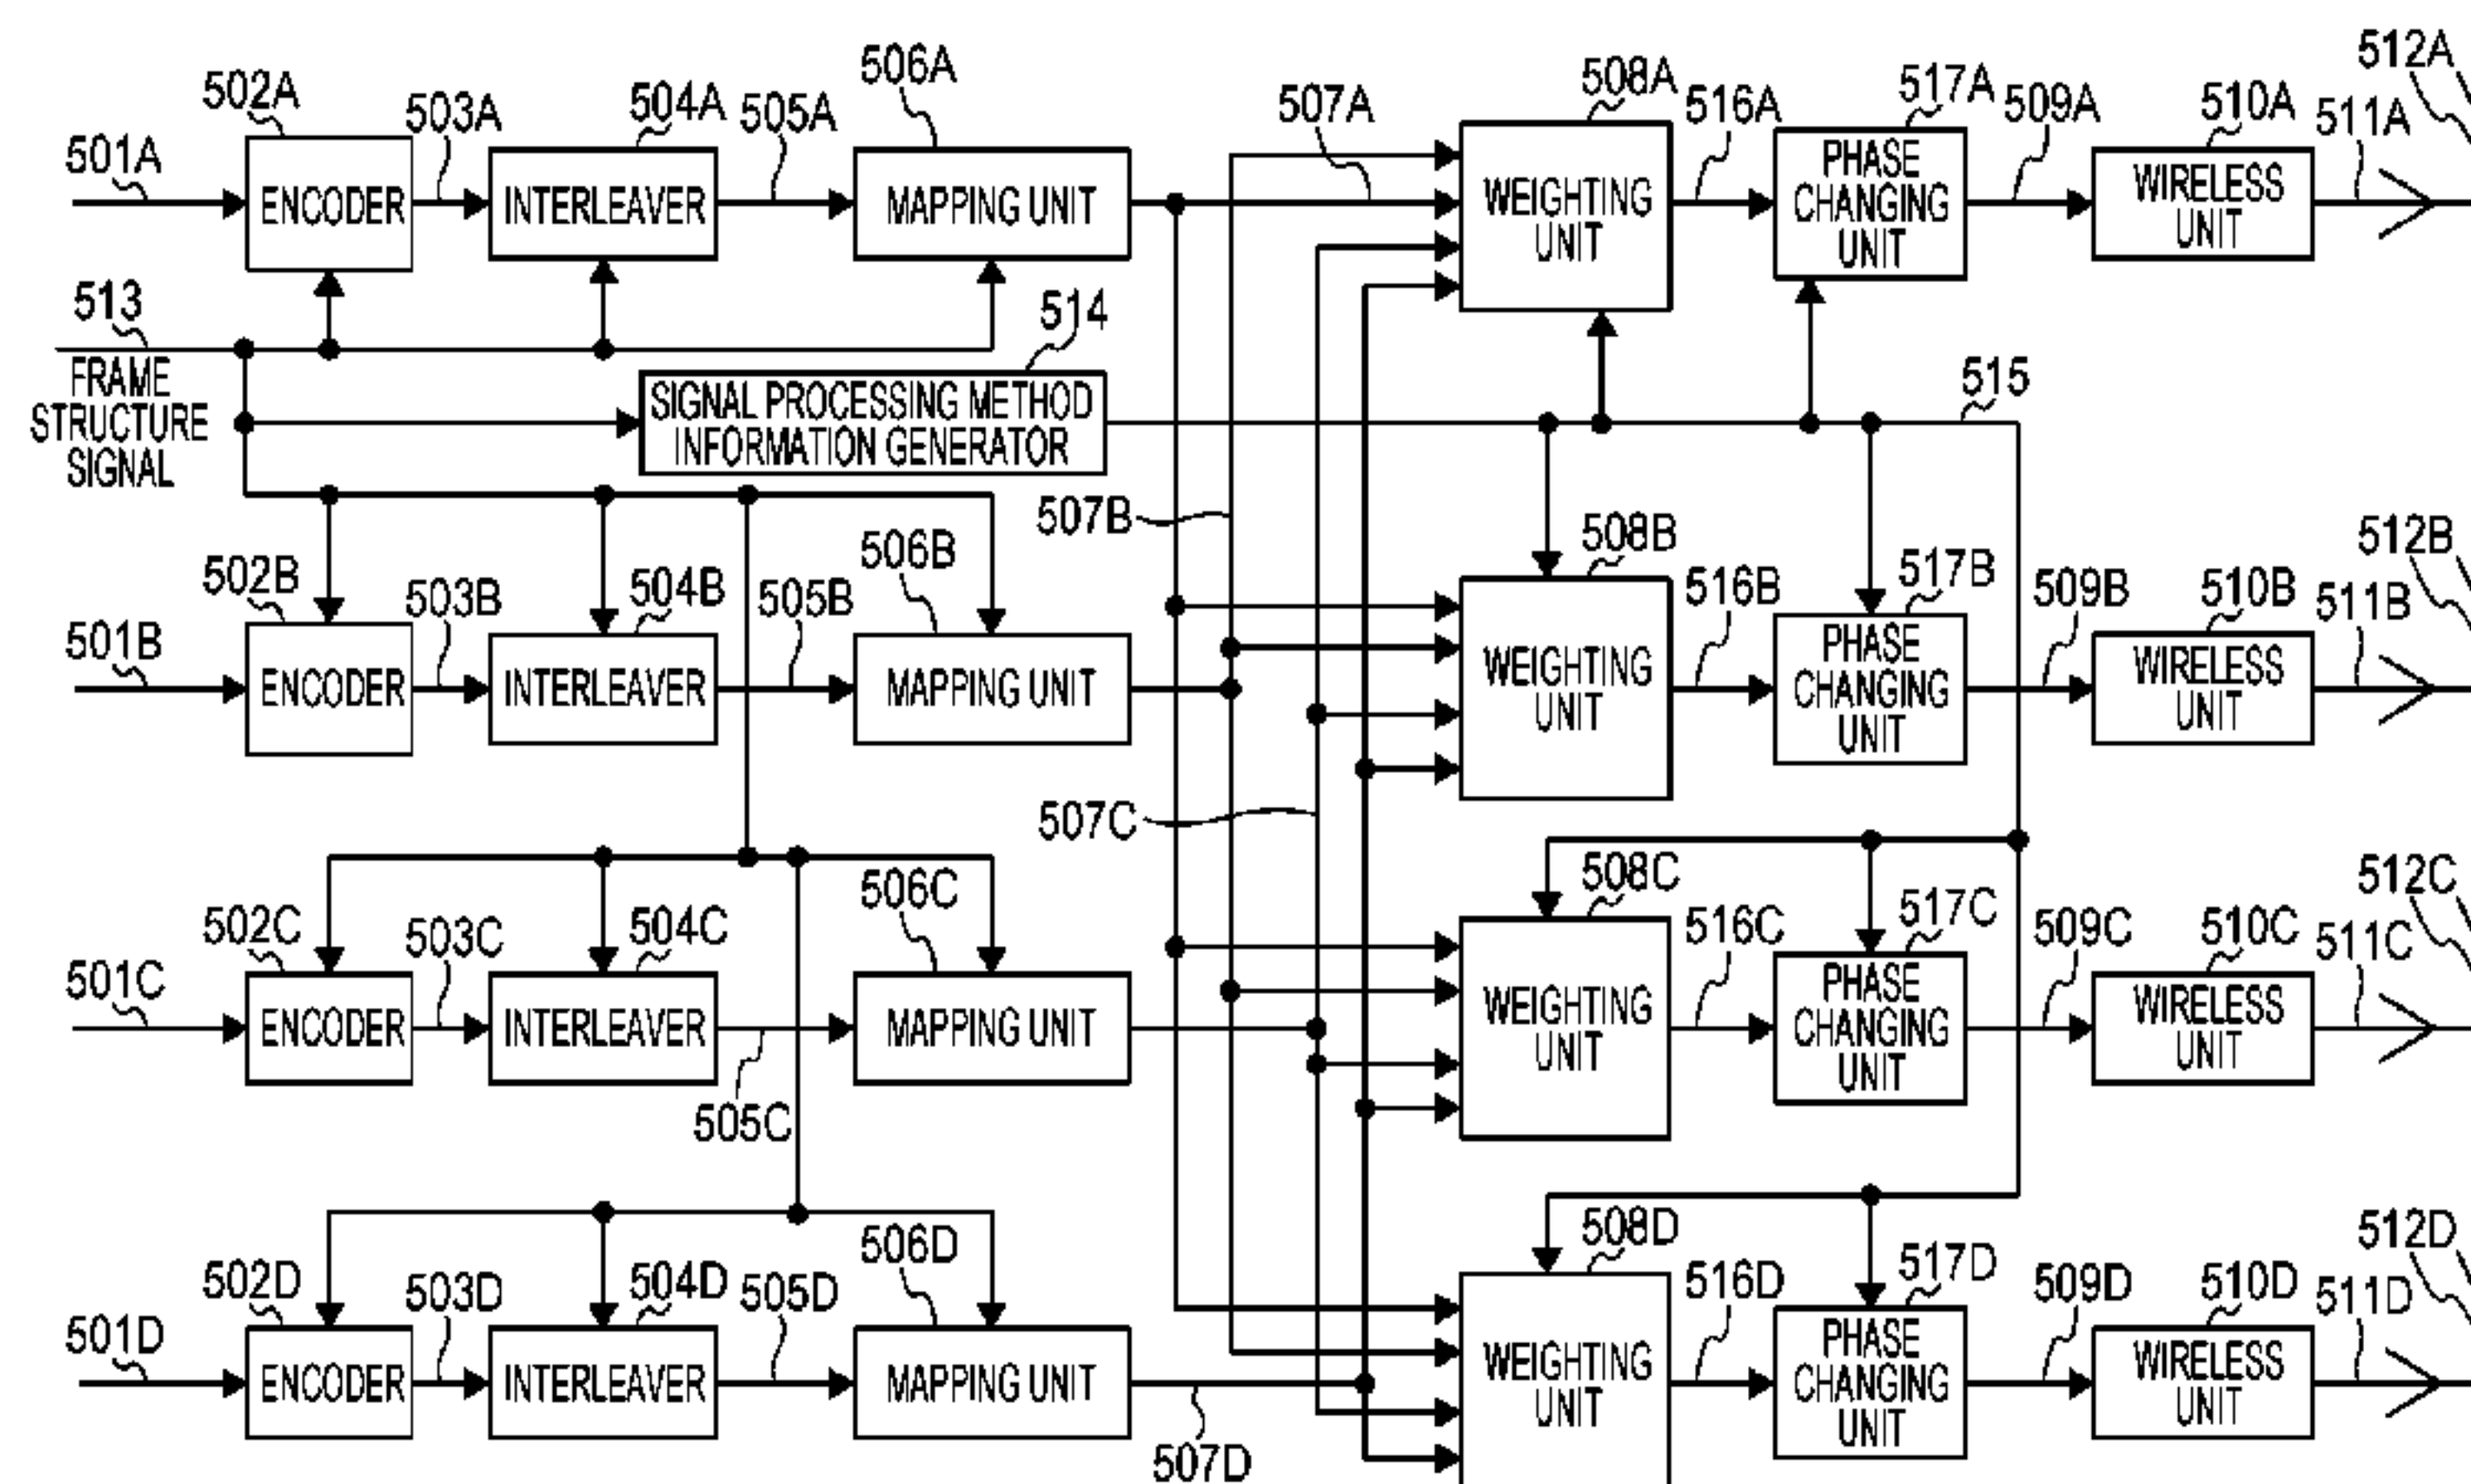 501A
502A
ENCODER
503A
504A
INTERLEAVER
505A
506A
MAPPING UNIT
507A
508A
WEIGHTING
UNIT
516A
517A
PHASE
CHANGING
UNIT
509A
510A
WIRELESS
UNIT
511A
512A
513
FRAME
STRUCTURE
SIGNAL
514
SIGNAL PROCESSING METHOD
INFORMATION GENERATOR
515
501B
502B
ENCODER
503B
504B
INTERLEAVER
505B
506B
MAPPING UNIT
507B
508B
WEIGHTING
UNIT
516B
517B
PHASE
CHANGING
UNIT
509B
510B
WIRELESS
UNIT
511B
512B
501C
502C
ENCODER
503C
504C
INTERLEAVER
505C
506C
MAPPING UNIT
507C
508C
WEIGHTING
UNIT
516C
517C
PHASE
CHANGING
UNIT
509C
510C
WIRELESS
UNIT
511C
512C
501D
502D
ENCODER
503D
504D
INTERLEAVER
505D
506D
MAPPING UNIT
507D
508D
WEIGHTING
UNIT
516D
517D
PHASE
CHANGING
UNIT
509D
510D
WIRELESS
UNIT
511D
512D